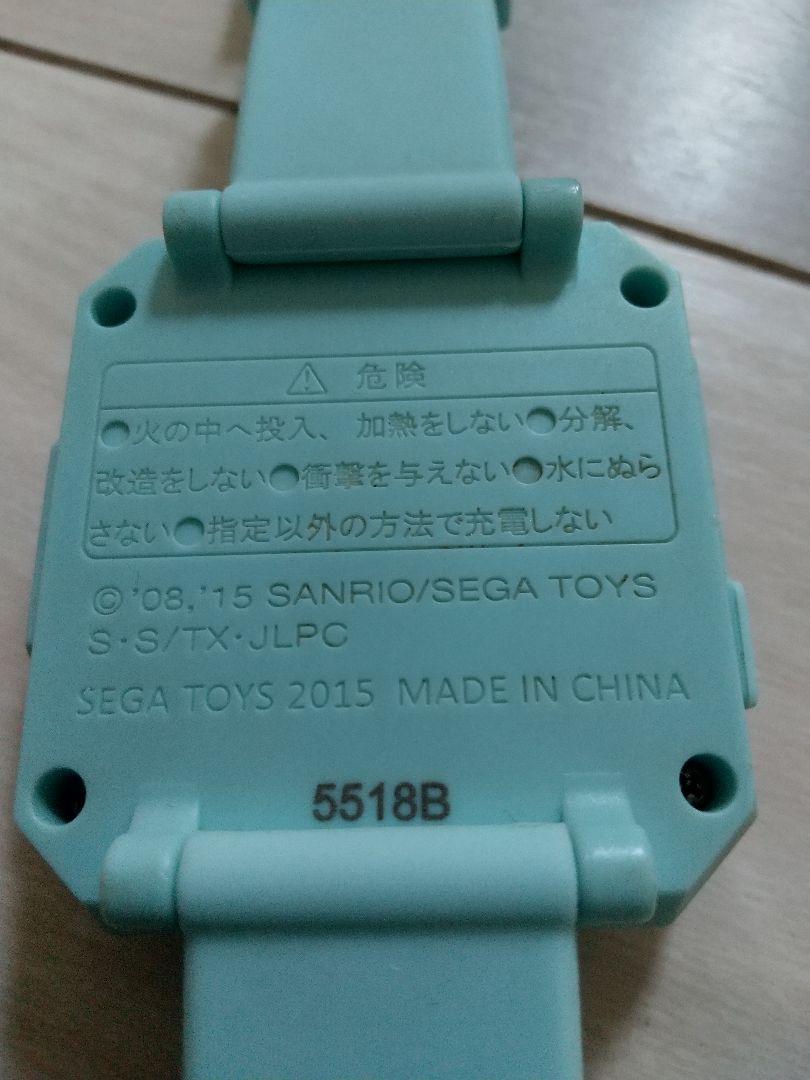 ⚠ 危険
●火の中へ投入、加熱をしない●分解、
改造をしない●衝撃を与えない●水にぬら
さない●指定以外の方法で充電しない
©'08,'15 SANRIO/SEGA TOYS
S・S/TX・JLPC
SEGA TOYS 2015 MADE IN CHINA
5518B